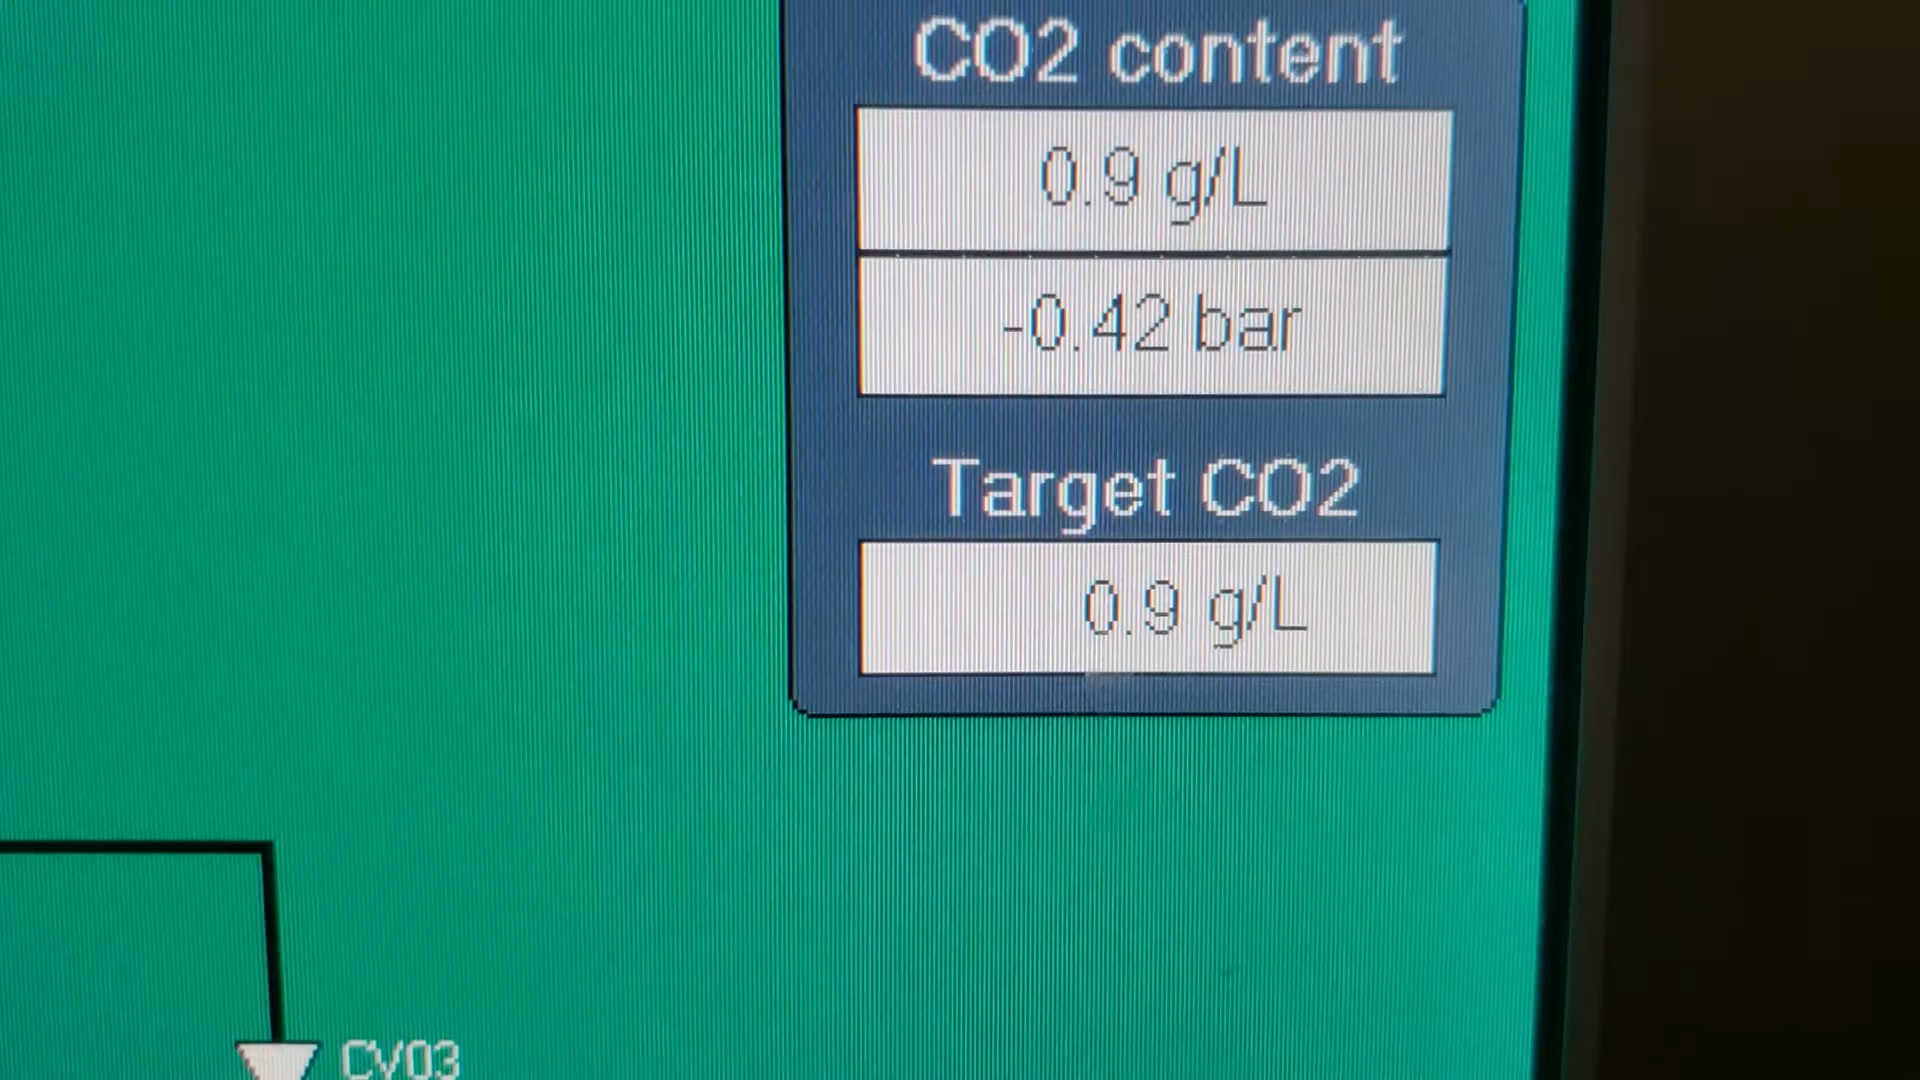 CO2 content
0.9 g/L
-0.42 bar
Target CO2
0.9 g/L
CV03